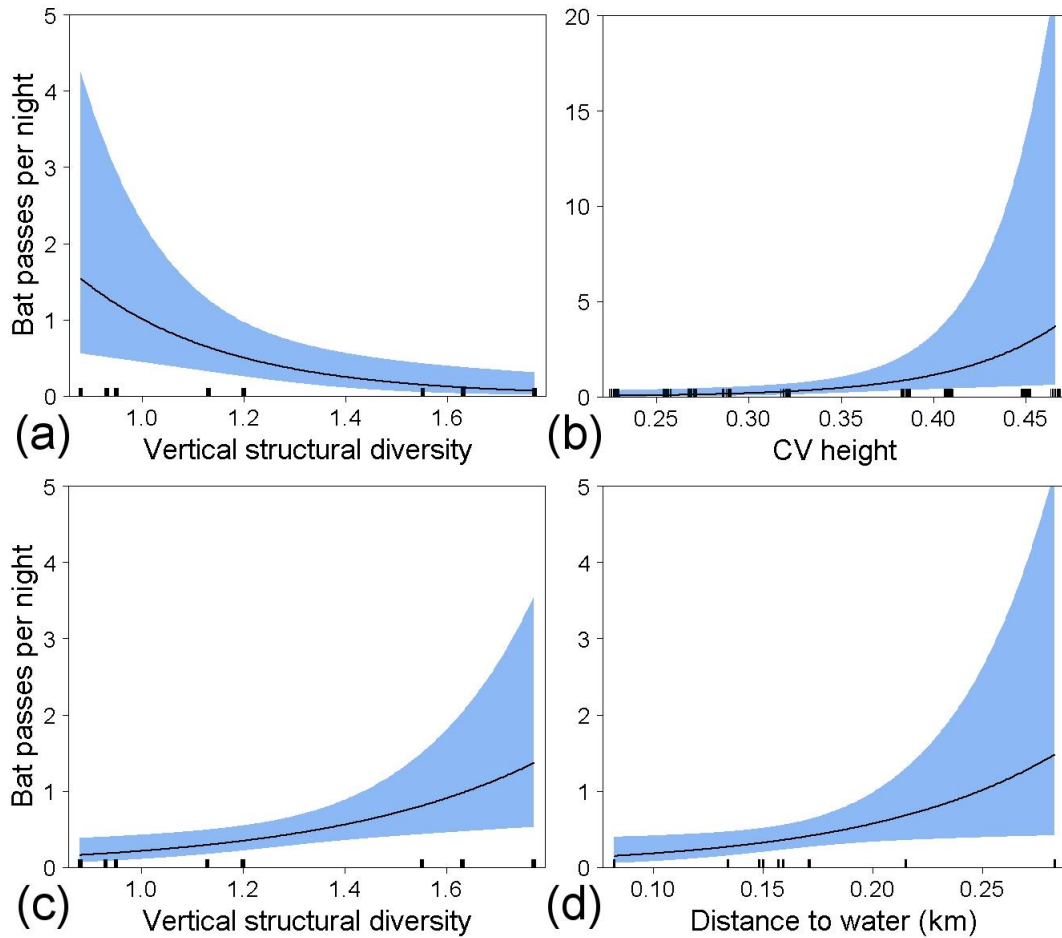 5
4
3
2
1
0
Bat passes per night
1.0 1.2 1.4 1.6
(a) Vertical structural diversity
20
15
10
5
0
0.25 0.30 0.35 0.40 0.45
(b) CV height
5
4
3
2
1
0
Bat passes per night
1.0 1.2 1.4 1.6
(c) Vertical structural diversity
5
4
3
2
1
0
0.10 0.15 0.20 0.25
(d) Distance to water (km)